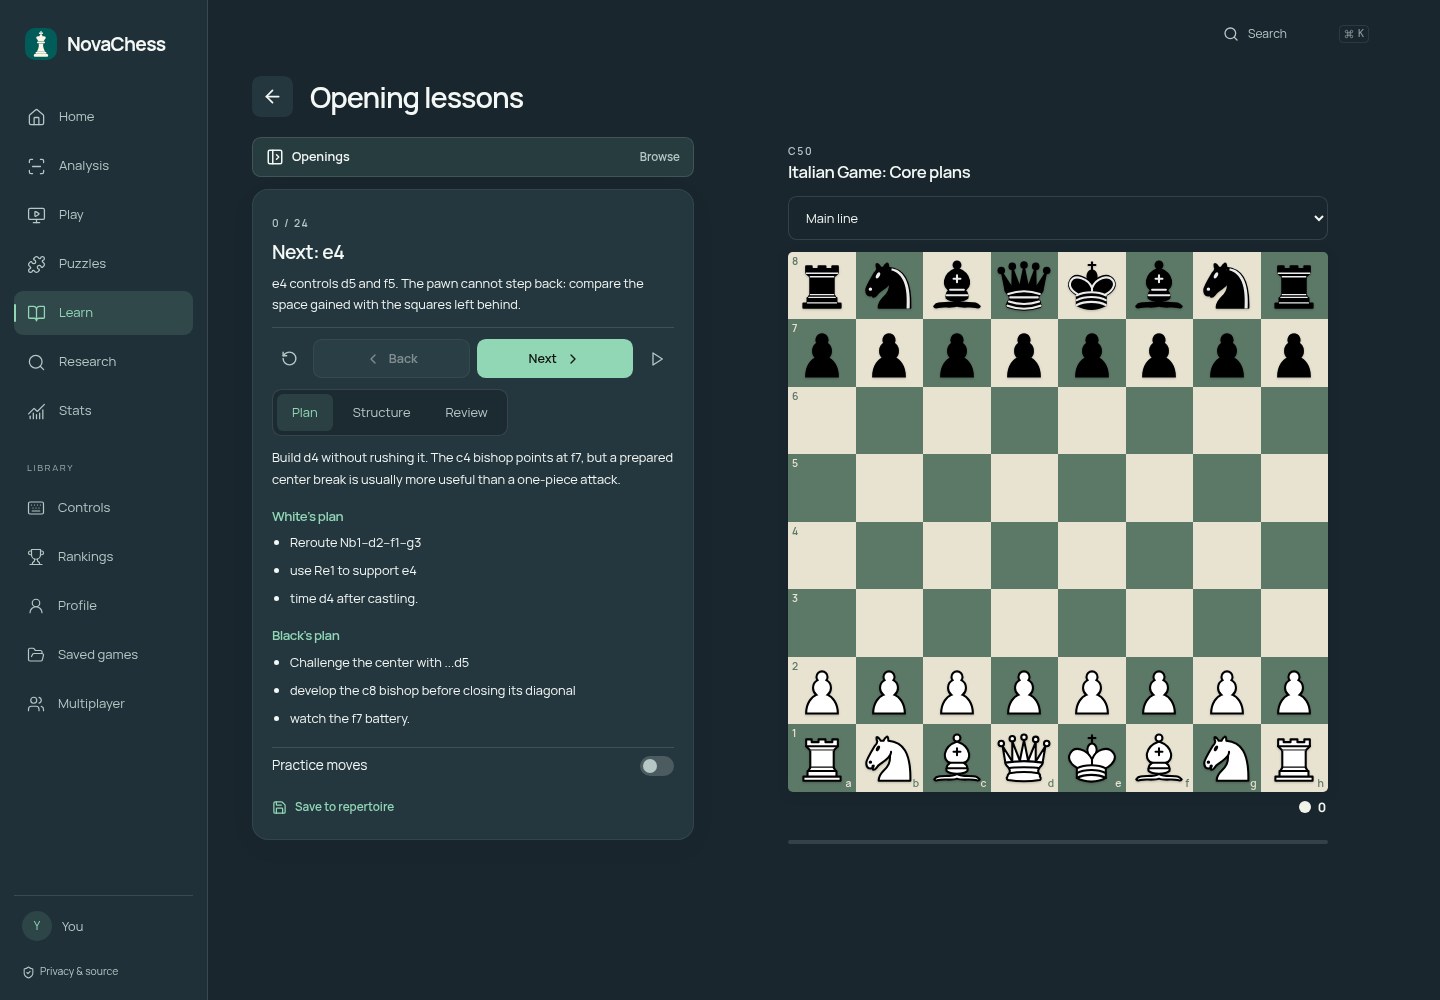 NovaChess
Search
⌘ K
Home
Analysis
Play
Puzzles
Learn
Research
Stats
LIBRARY
Controls
Rankings
Profile
Saved games
Multiplayer
Y
You
Privacy & source
Opening lessons
Openings
Browse
0 / 24
Next: e4
e4 controls d5 and f5. The pawn cannot step back: compare the
space gained with the squares left behind.
Back
Next
Plan
Structure
Review
Build d4 without rushing it. The c4 bishop points at f7, but a prepared
center break is usually more useful than a one-piece attack.
White's plan
Reroute Nb1–d2–f1–g3
use Re1 to support e4
time d4 after castling.
Black's plan
Challenge the center with ...d5
develop the c8 bishop before closing its diagonal
watch the f7 battery.
Practice moves
Save to repertoire
C50
Italian Game: Core plans
Main line
8
7
6
5
4
3
2
1
a b c d e f g h
0